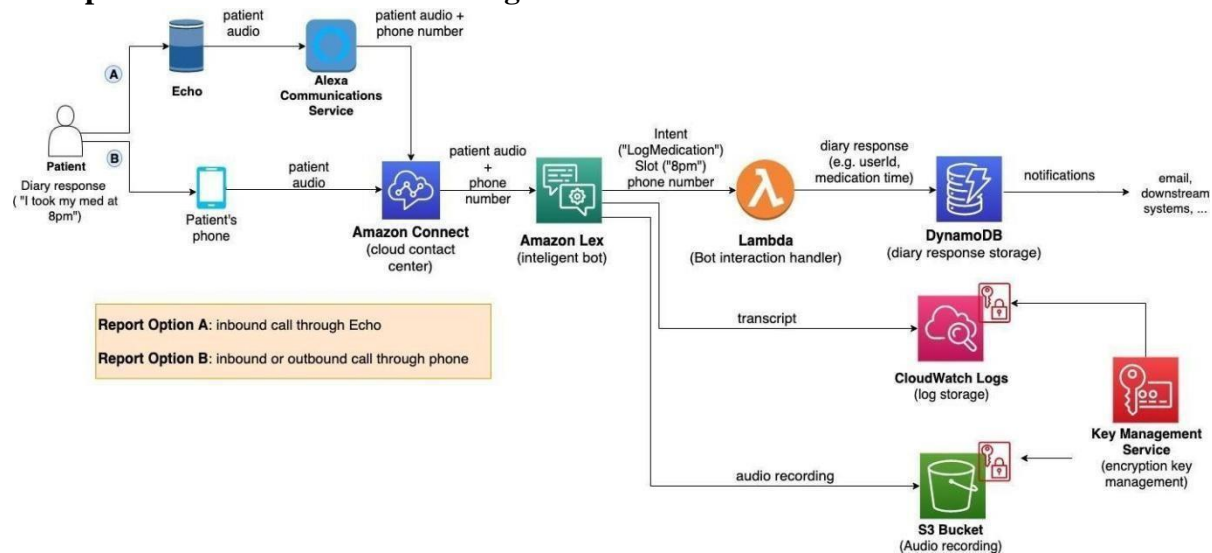 patient
audio
patient audio +
phone number
A
Echo
Alexa
Communications
Service
B
Patient
Diary response
( "I took my med at
8pm")
Patient's
phone
patient
audio
Amazon Connect
(cloud contact
center)
patient audio
+
phone
number
Amazon Lex
(inteligent bot)
Intent
("LogMedication")
Slot ("8pm")
phone number
Lambda
(Bot interaction handler)
diary response
(e.g. userId,
medication time)
DynamoDB
(diary response storage)
notifications
email,
downstream
systems, ...
Report Option A: inbound call through Echo
Report Option B: inbound or outbound call through phone
transcript
CloudWatch Logs
(log storage)
Key Management
Service
(encryption key
management)
audio recording
S3 Bucket
(Audio recording)